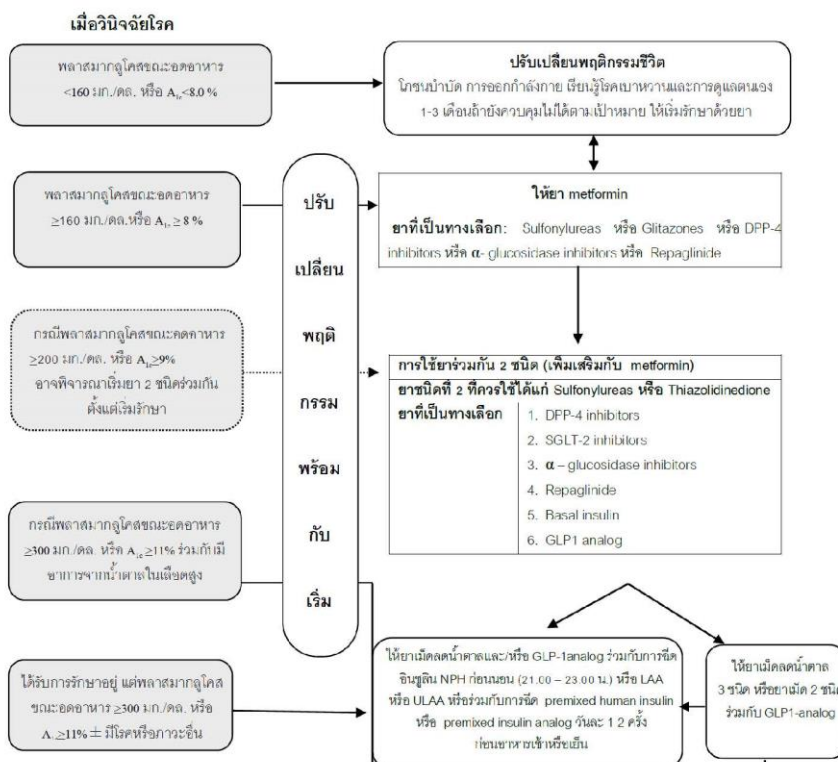 เมื่อวินิจฉัยโรค
พลาสมากลูโคสขณะอดอาหาร
<160 มก./ดล. หรือ A1c<8.0 %
ปรับเปลี่ยนพฤติกรรมชีวิต
โภชนบำบัด การออกกำลังกาย เรียนรู้โรคเบาหวานและการดูแลตนเอง
1-3 เดือนถ้ายังควบคุมไม่ได้ตามเป้าหมาย ให้เริ่มรักษาด้วยยา
พลาสมากลูโคสขณะอดอาหาร
≥160 มก./ดล.หรือ A1c ≥ 8 %
ปรับ
เปลี่ยน
พฤติ
กรรม
พร้อม
กับ
เริ่ม
ให้ยา metformin
ยาที่เป็นทางเลือก: Sulfonylureas หรือ Glitazones หรือ DPP-4
inhibitors หรือ α- glucosidase inhibitors หรือ Repaglinide
กรณีพลาสมากลูโคสขณะอดอาหาร
≥200 มก./ดล. หรือ A1c≥9%
อาจพิจารณาเริ่มยา 2 ชนิดร่วมกัน
ตั้งแต่เริ่มรักษา
การใช้ยาร่วมกัน 2 ชนิด (เพิ่มเสริมกับ metformin)
ยาชนิดที่ 2 ที่ควรใช้ได้แก่ Sulfonylureas หรือ Thiazolidinedione
ยาที่เป็นทางเลือก
1. DPP-4 inhibitors
2. SGLT-2 inhibitors
3. α – glucosidase inhibitors
4. Repaglinide
5. Basal insulin
6. GLP1 analog
กรณีพลาสมากลูโคสขณะอดอาหาร
≥300 มก./ดล. หรือ A1c ≥11% ร่วมกับมี
อาการจากน้ำตาลในเลือดสูง
ได้รับการรักษาอยู่ แต่พลาสมากลูโคส
ขณะอดอาหาร ≥300 มก./ดล. หรือ
A ≥11% ± มีโรคหรือภาวะอื่น
ให้ยาเม็ดลดน้ำตาลและ/หรือ GLP-1analog ร่วมกับการฉีด
อินซูลิน NPH ก่อนนอน (21.00 – 23.00 น.) หรือ LAA
หรือ ULAA หรือร่วมกับการฉีด premixed human insulin
หรือ premixed insulin analog วันละ 1 2 ครั้ง
ก่อนอาหารเช้าหรือเย็น
ให้ยาเม็ดลดน้ำตาล
3 ชนิด หรือยาเม็ด 2 ชนิ
ร่วมกับ GLP1-analog